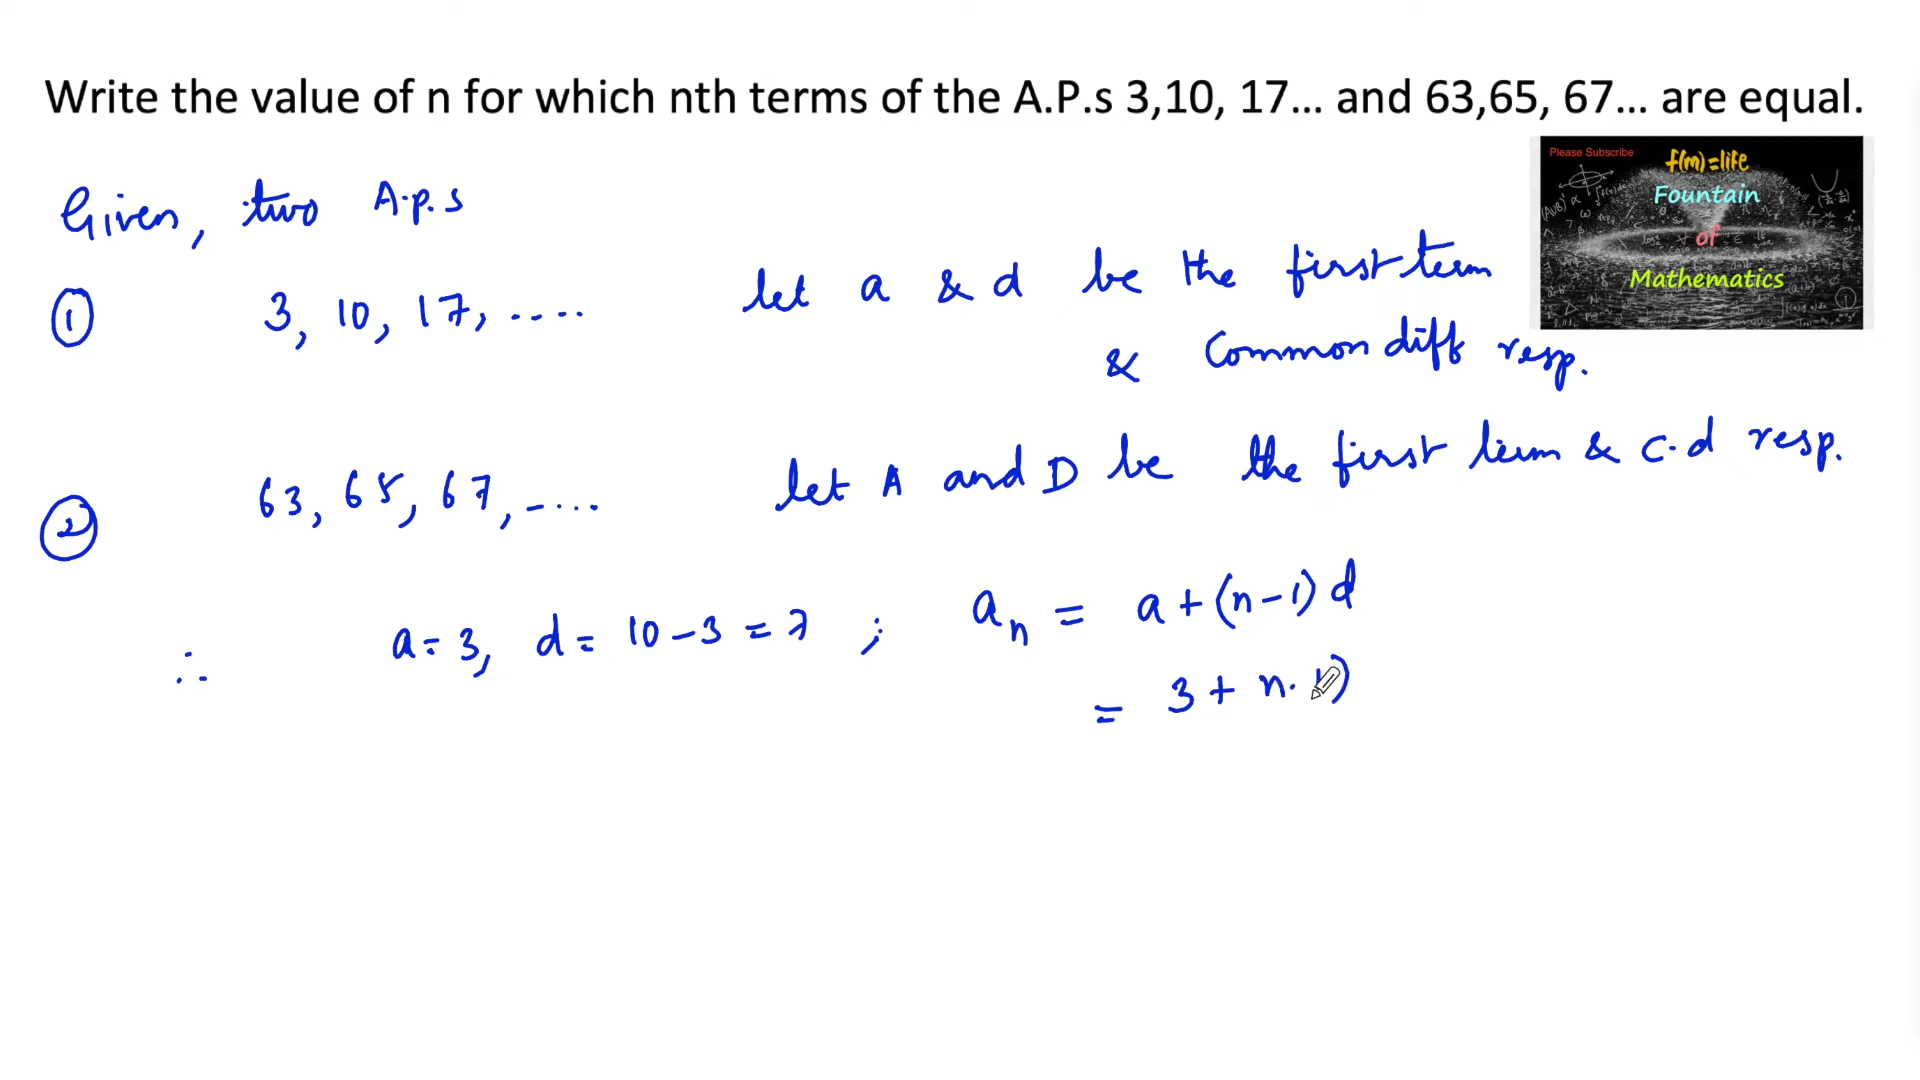 Write the value of n for which nth terms of the A.P.s 3,10, 17... and 63,65, 67... are equal.
Please Subscribe
f(m)=life
Fountain
of
Mathematics
Given, two A.p.s
① 3, 10, 17, .... let a & d be the first term
& Common diff resp.
② 63, 65, 67, .... let A and D be the first term & C.d resp.
∴ a = 3, d = 10 - 3 = 7 ; aₙ = a + (n-1) d
= 3 + n. )